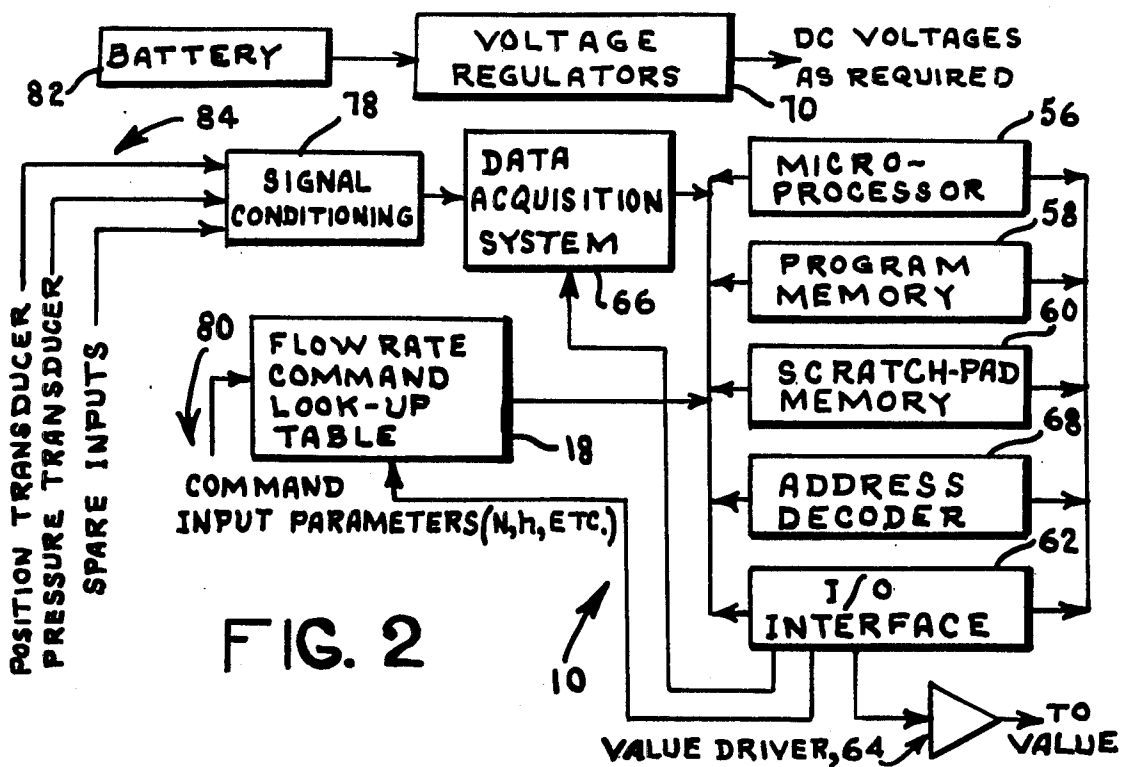 BATTERY
82
VOLTAGE
REGULATORS
70
DC VOLTAGES
AS REQUIRED
84
78
SIGNAL
CONDITIONING
DATA
ACQUISITION
SYSTEM
66
56
MICRO-
PROCESSOR
58
PROGRAM
MEMORY
60
SCRATCH-PAD
MEMORY
68
ADDRESS
DECODER
62
I/O
INTERFACE
POSITION TRANSDUCER
PRESSURE TRANSDUCER
SPARE INPUTS
80
FLOW RATE
COMMAND
LOOK-UP
TABLE
18
COMMAND
INPUT PARAMETERS(N,h,ETC.)
10
FIG. 2
VALUE DRIVER,64
TO
VALUE